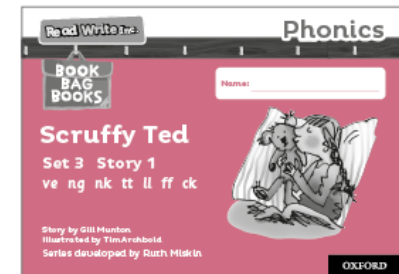 Read Write Inc.
Phonics
BOOK
BAG
BOOKS
Name:
Scruffy Ted
Set 3 Story 1
ve ng nk tt ll ff ck
Story by Gill Munton
Illustrated by Tim Archbold
Series developed by Ruth Miskin
OXFORD